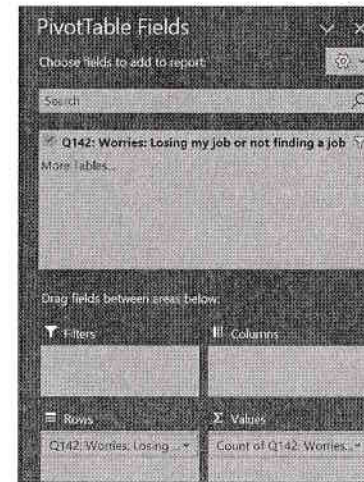 PivotTable Fields
Choose fields to add to report:
Search
Q142: Worries: Losing my job or not finding a job
More Tables...
Drag fields between areas below:
Filters
Columns
Rows
Σ Values
Q142: Worries: Losing ...
Count of Q142: Worries...